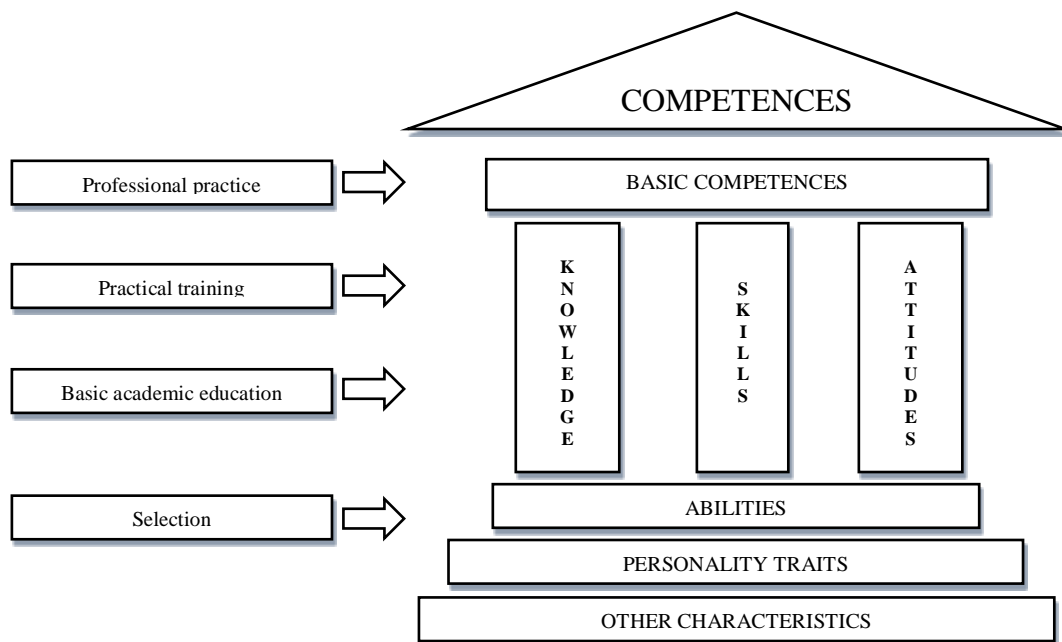 COMPETENCES
Professional practice
BASIC COMPETENCES
Practical training
Basic academic education
KNOWLEDGE
SKILLS
ATTITUDES
Selection
ABILITIES
PERSONALITY TRAITS
OTHER CHARACTERISTICS